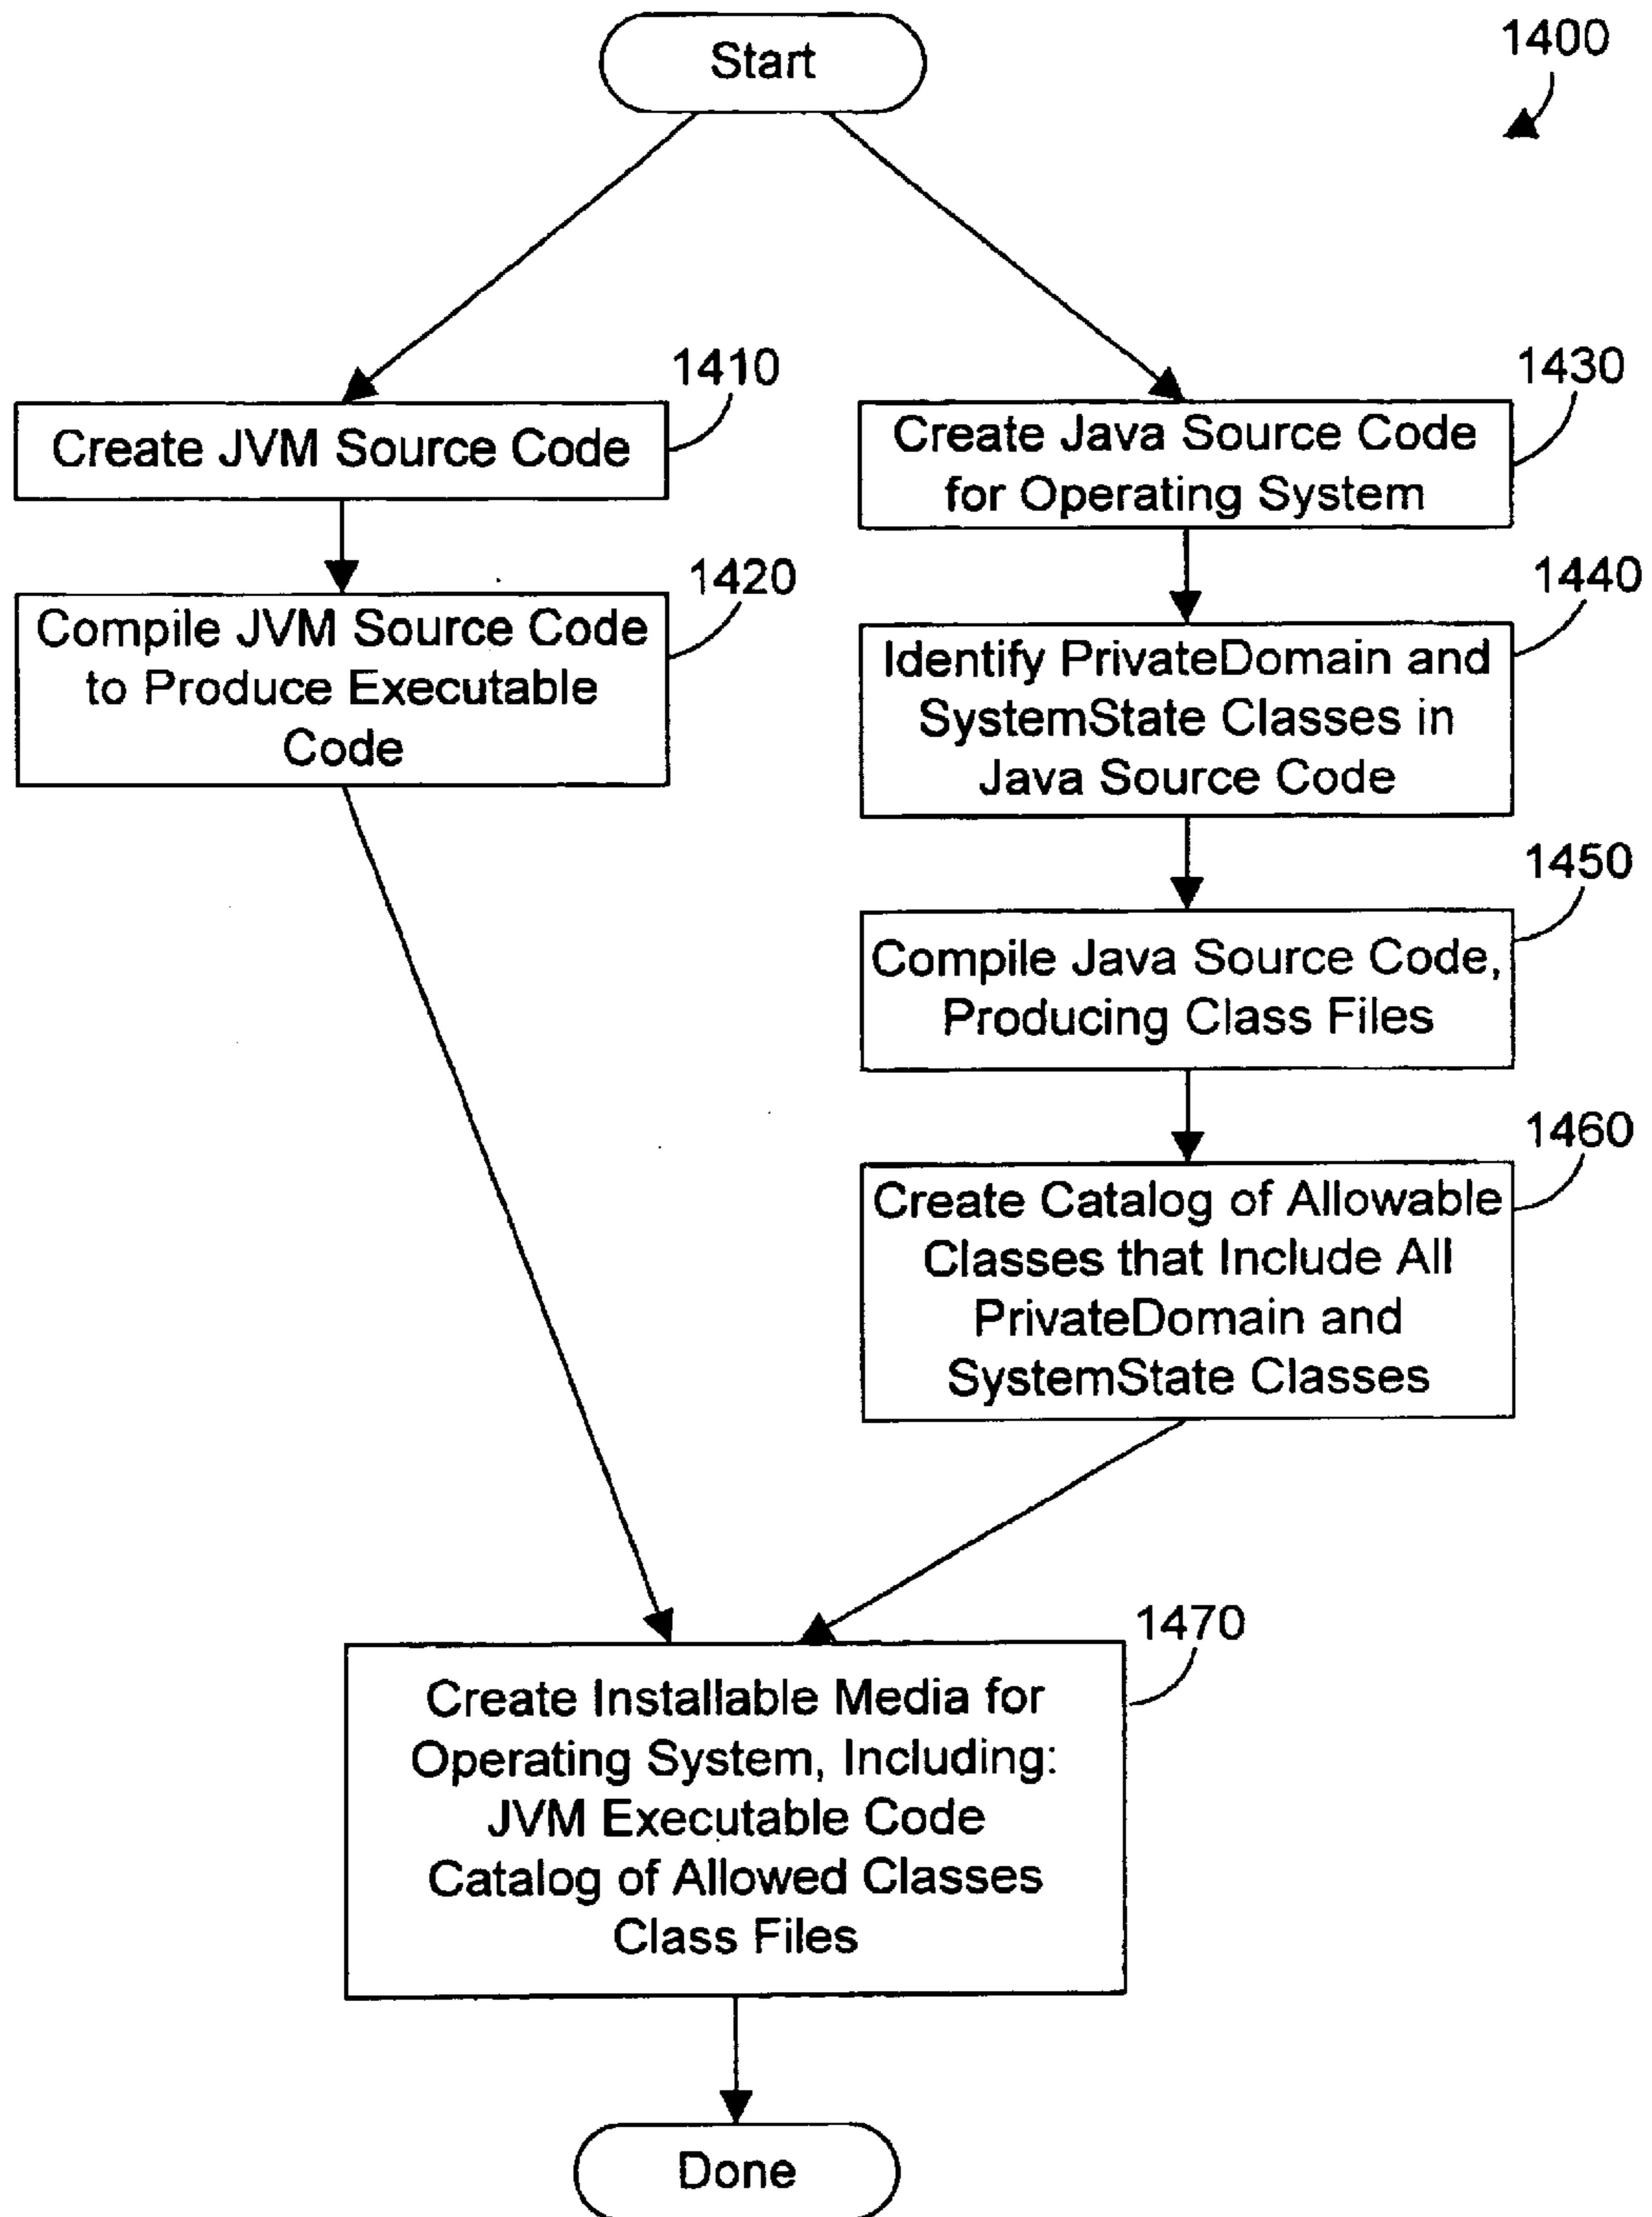 Start
1400
1410
Create JVM Source Code
1430
Create Java Source Code
for Operating System
1420
Compile JVM Source Code
to Produce Executable
Code
1440
Identify PrivateDomain and
SystemState Classes in
Java Source Code
1450
Compile Java Source Code,
Producing Class Files
1460
Create Catalog of Allowable
Classes that Include All
PrivateDomain and
SystemState Classes
1470
Create Installable Media for
Operating System, Including:
JVM Executable Code
Catalog of Allowed Classes
Class Files
Done